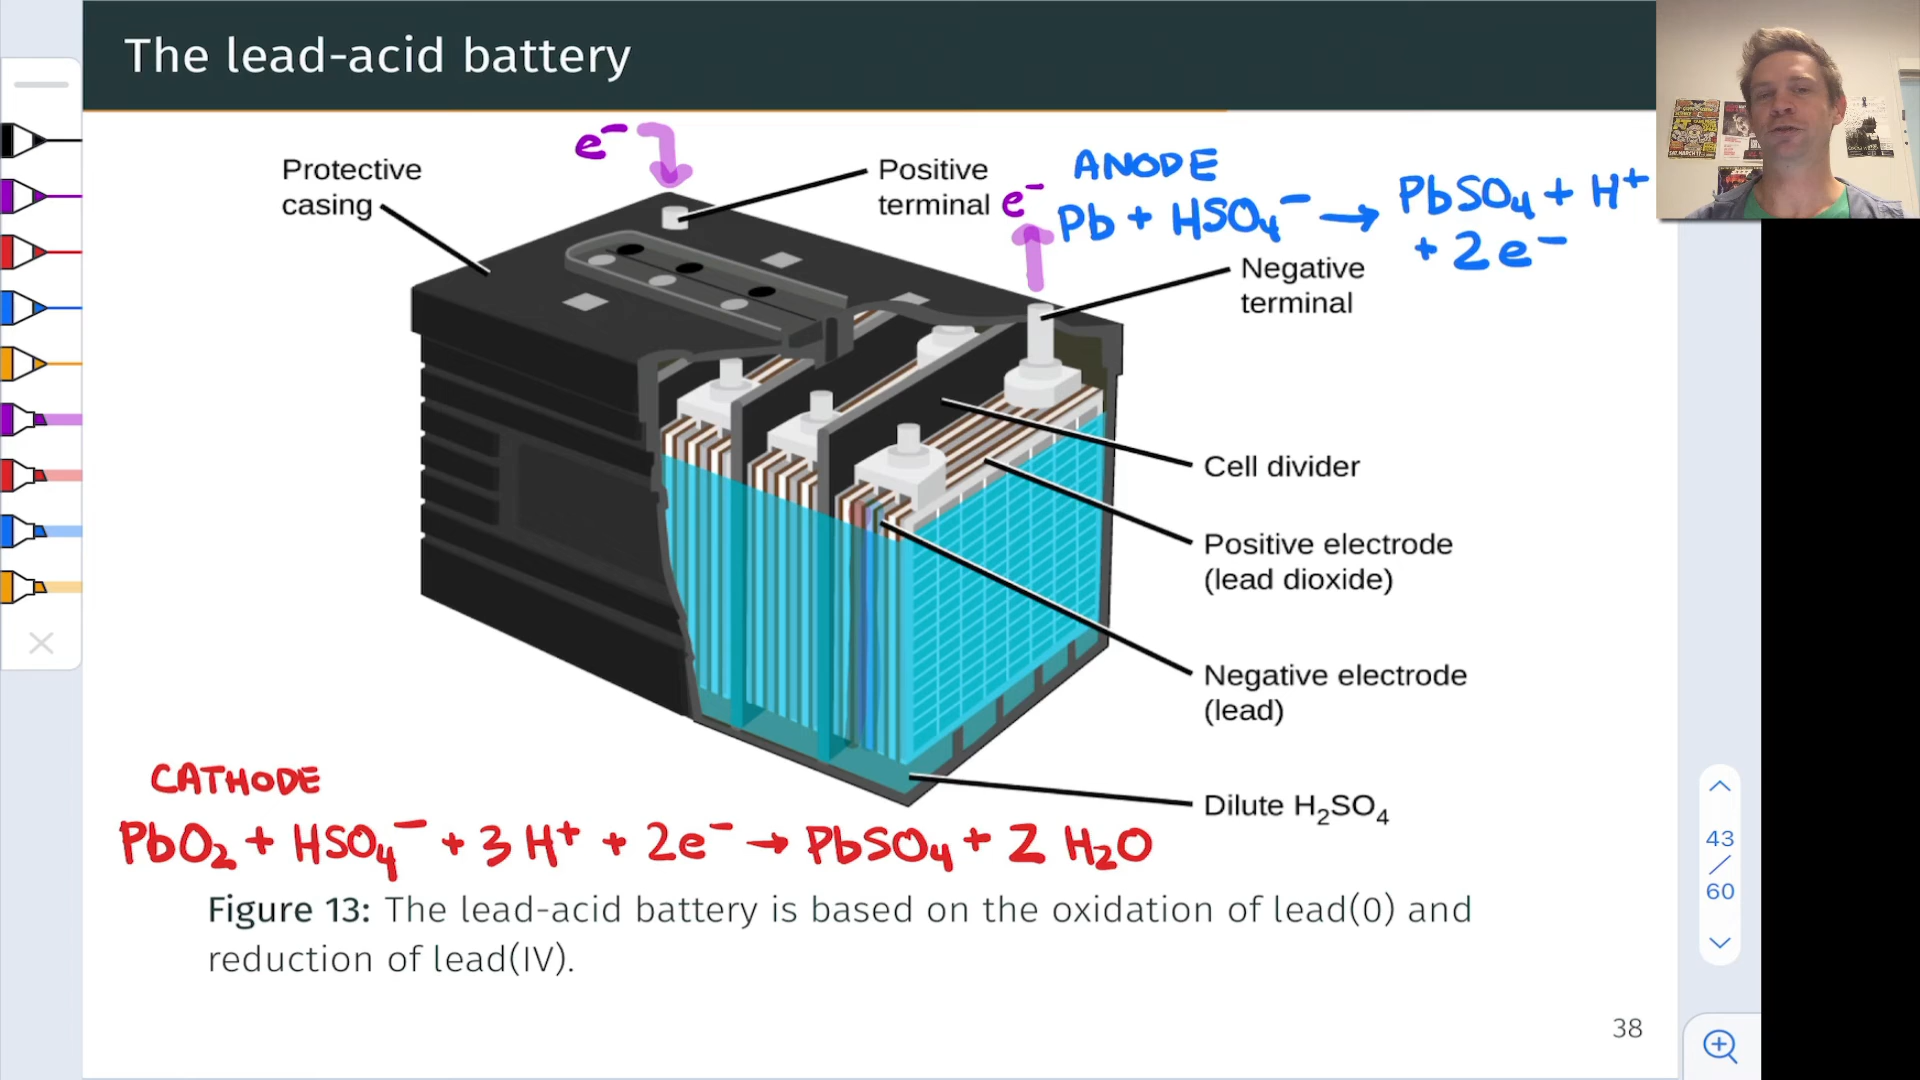 The lead-acid battery
Protective
casing
e⁻
Positive
terminal
e⁻
ANODE
Pb + HSO₄⁻ → PbSO₄ + H⁺
+ 2e⁻
Negative
terminal
Cell divider
Positive electrode
(lead dioxide)
Negative electrode
(lead)
Dilute H₂SO₄
CATHODE
PbO₂ + HSO₄⁻ + 3 H⁺ + 2e⁻ → PbSO₄ + 2 H₂O
Figure 13: The lead-acid battery is based on the oxidation of lead(0) and
reduction of lead(IV).
38
43
/
60